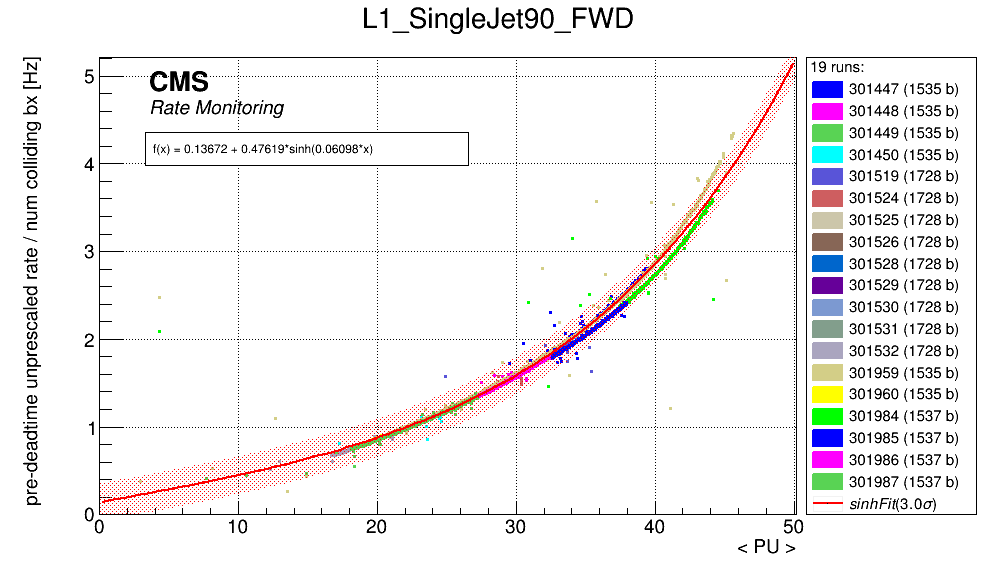 L1_SingleJet90_FWD
pre-deadtime unprescaled rate / num colliding bx [Hz]
CMS
Rate Monitoring
f(x) = 0.13672 + 0.47619*sinh(0.06098*x)
5
4
3
2
1
0
0 10 20 30 40 50
< PU >
19 runs:
301447 (1535 b)
301448 (1535 b)
301449 (1535 b)
301450 (1535 b)
301519 (1728 b)
301524 (1728 b)
301525 (1728 b)
301526 (1728 b)
301528 (1728 b)
301529 (1728 b)
301530 (1728 b)
301531 (1728 b)
301532 (1728 b)
301959 (1535 b)
301960 (1535 b)
301984 (1537 b)
301985 (1537 b)
301986 (1537 b)
301987 (1537 b)
sinhFit(3.0σ)